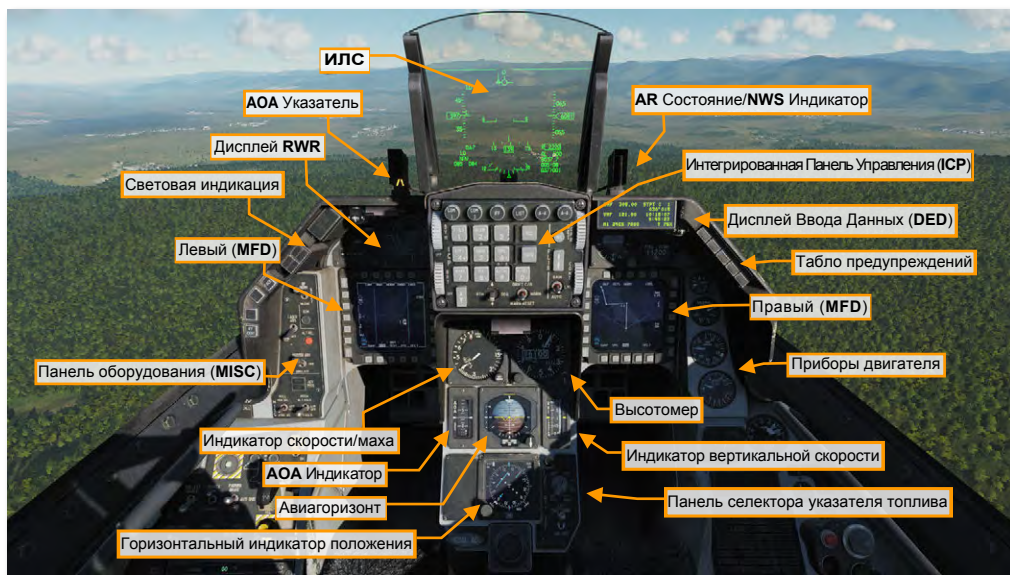 ИЛС
AOA Указатель
AR Состояние/NWS Индикатор
Дисплей RWR
Интегрированная Панель Управления (ICP)
Световая индикация
Дисплей Ввода Данных (DED)
Левый (MFD)
Табло предупреждений
Правый (MFD)
Панель оборудования (MISC)
Приборы двигателя
Высотомер
Индикатор скорости/маха
Индикатор вертикальной скорости
AOA Индикатор
Панель селектора указателя топлива
Авиагоризонт
Горизонтальный индикатор положения